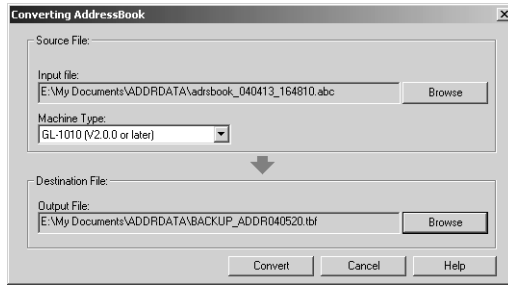 Converting AddressBook
Source File:
Input file:
E:\My Documents\ADDRDATA\adrsbook_040413_164810.abc
Browse
Machine Type:
GL-1010 (V2.0.0 or later)
Destination File:
Output File:
E:\My Documents\ADDRDATA\BACKUP_ADDR040520.tbf
Browse
Convert Cancel Help